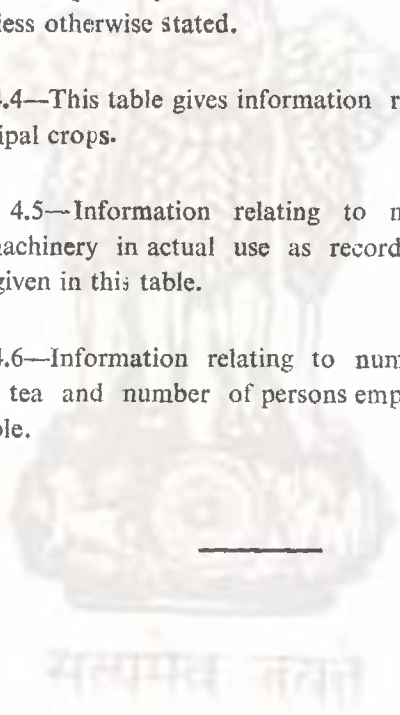 less otherwise stated.
4.4—This table gives information r
ipal crops.
4.5—Information relating to n
achinery in actual use as record
given in this table.
4.6—Information relating to num
tea and number of persons emp
ble.
सत्यमेव जयते